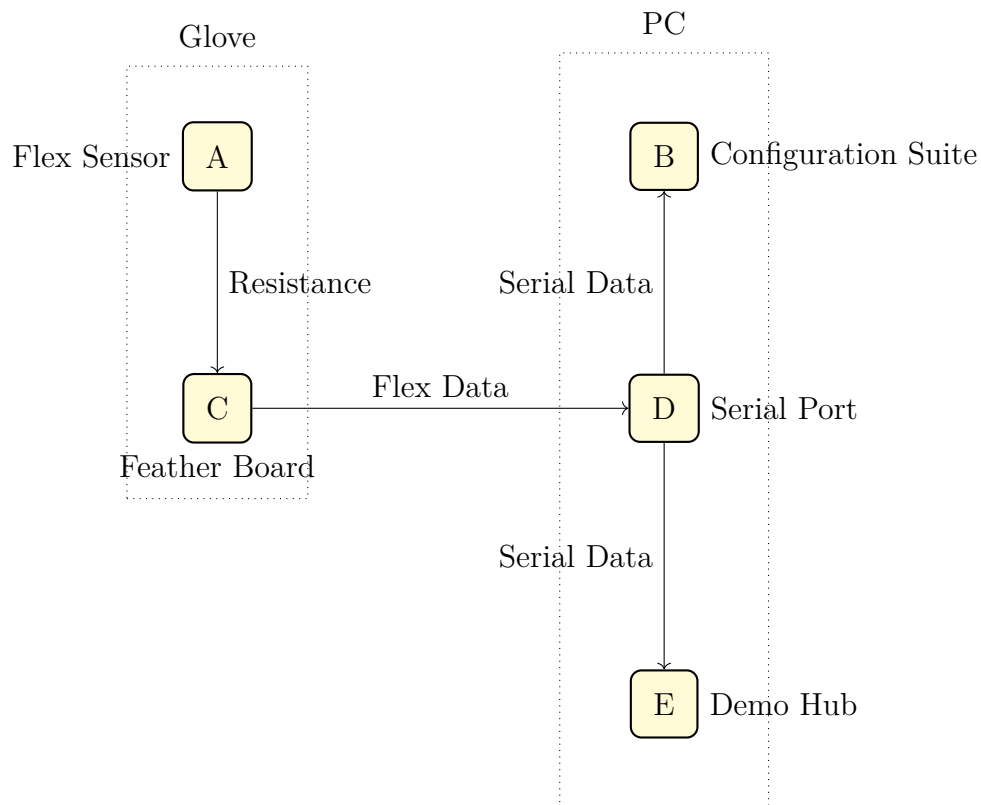 PC
Glove
Flex Sensor
A
B
Configuration Suite
Resistance
Serial Data
Flex Data
C
D
Serial Port
Feather Board
Serial Data
E
Demo Hub